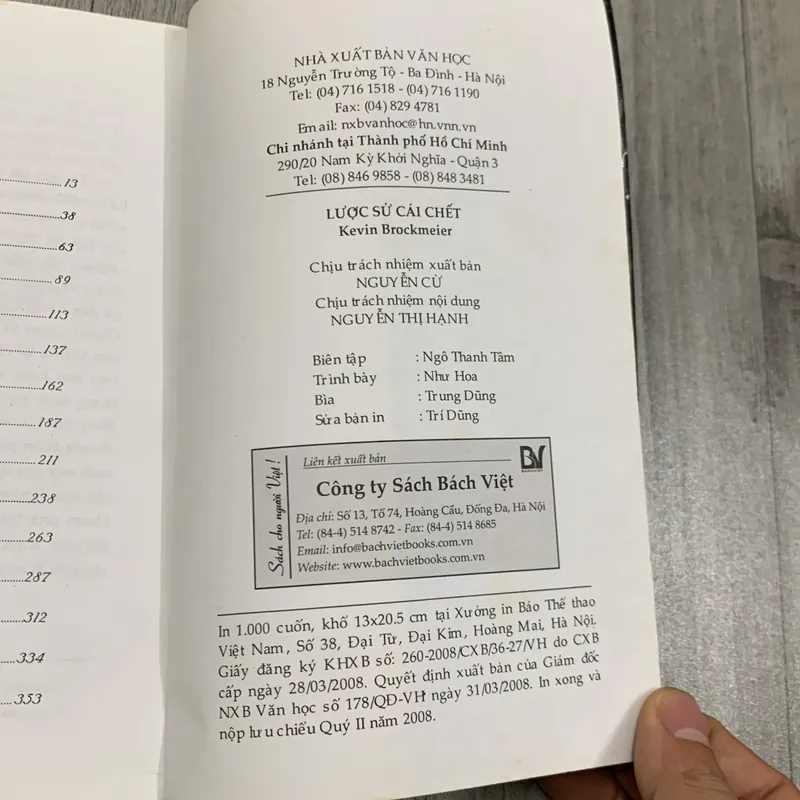 13
38
63
89
113
137
162
187
211
238
263
287
312
334
353
NHÀ XUẤT BẢN VĂN HỌC
18 Nguyễn Trường Tộ - Ba Đình - Hà Nội
Tel: (04) 716 1518 - (04) 716 1190
Fax: (04) 829 4781
Email: nxbvanhoc@hn.vnn.vn
Chi nhánh tại Thành phố Hồ Chí Minh
290/20 Nam Kỳ Khởi Nghĩa - Quận 3
Tel: (08) 846 9858 - (08) 848 3481
LƯỢC SỬ CÁI CHẾT
Kevin Brockmeier
Chịu trách nhiệm xuất bản
NGUYỄN CỪ
Chịu trách nhiệm nội dung
NGUYỄN THỊ HẠNH
Biên tập : Ngô Thanh Tâm
Trình bày : Như Hoa
Bìa : Trung Dũng
Sửa bản in : Trí Dũng
Sách cho người Việt !
Liên kết xuất bản
BV
Công ty Sách Bách Việt
Địa chỉ: Số 13, Tổ 74, Hoàng Cầu, Đống Đa, Hà Nội
Tel: (84-4) 514 8742 - Fax: (84-4) 514 8685
Email: info@bachvietbooks.com.vn
Website: www.bachvietbooks.com.vn
In 1.000 cuốn, khổ 13x20.5 cm tại Xưởng in Báo Thể thao
Việt Nam, Số 38, Đại Từ, Đại Kim, Hoàng Mai, Hà Nội.
Giấy đăng ký KHXB số: 260-2008/CXB/36-27/VH do CXB
cấp ngày 28/03/2008. Quyết định xuất bản của Giám đốc
NXB Văn học số 178/QĐ-VH ngày 31/03/2008. In xong và
nộp lưu chiểu Quý II năm 2008.